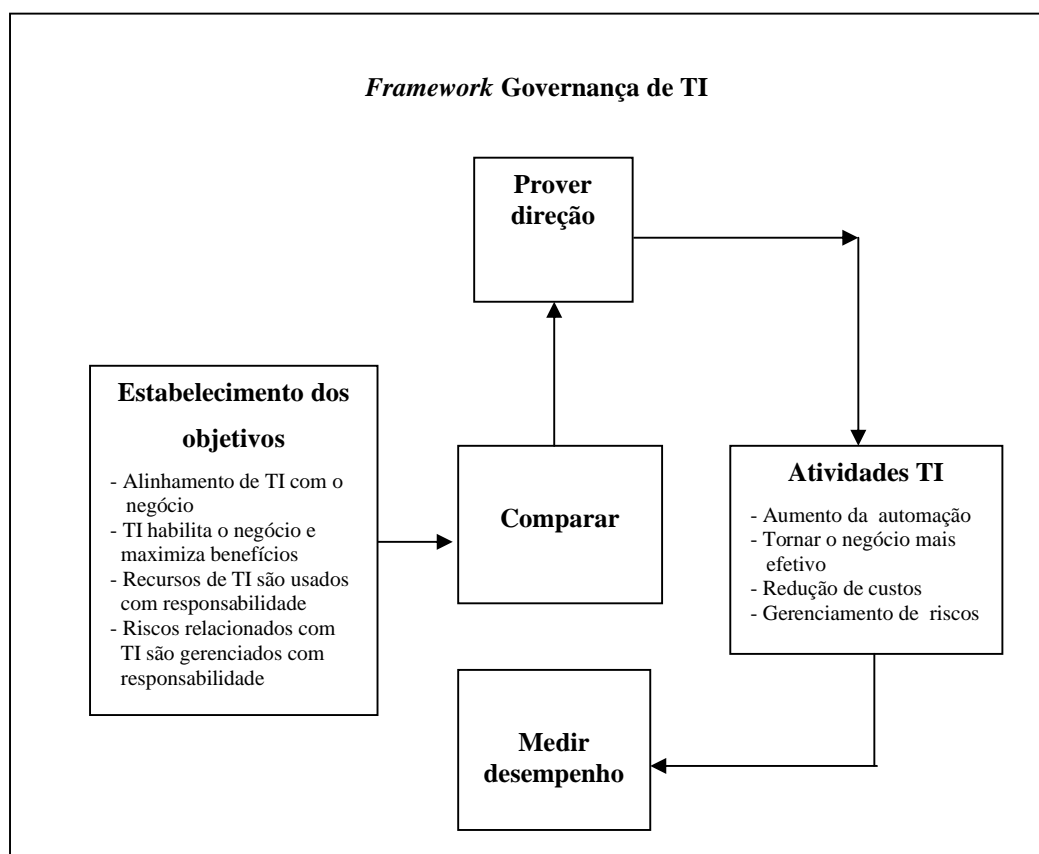 Framework Governança de TI
Prover
direção
Estabelecimento dos
objetivos
- Alinhamento de TI com o
negócio
- TI habilita o negócio e
maximiza benefícios
- Recursos de TI são usados
com responsabilidade
- Riscos relacionados com
TI são gerenciados com
responsabilidade
Comparar
Atividades TI
- Aumento da automação
- Tornar o negócio mais
efetivo
- Redução de custos
- Gerenciamento de riscos
Medir
desempenho